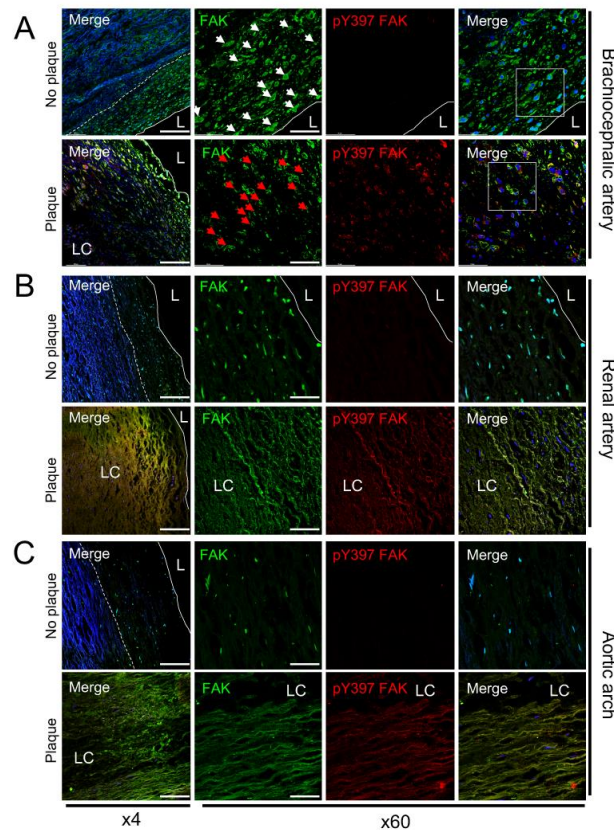 A
Brachiocephalic artery
No plaque
Merge
L
FAK
pY397 FAK
L
Merge
L
Plaque
Merge
L
LC
FAK
pY397 FAK
Merge
B
Renal artery
No plaque
Merge
L
FAK
L
pY397 FAK
L
Merge
Plaque
Merge
L
LC
FAK
LC
pY397 FAK
LC
Merge
LC
C
Aortic arch
No plaque
Merge
L
FAK
pY397 FAK
Merge
Plaque
Merge
LC
FAK
LC
pY397 FAK
LC
Merge
LC
x4
x60